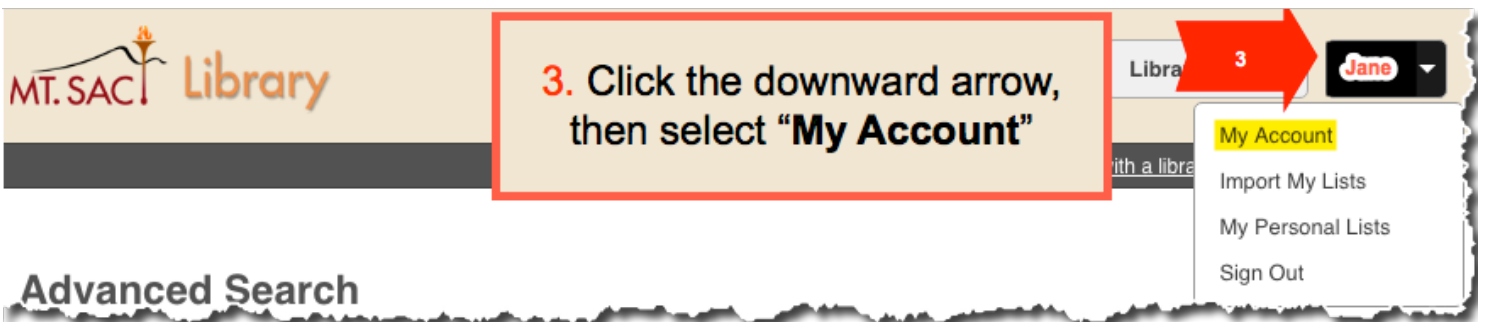 MT. SAC Library
3. Click the downward arrow,
then select “My Account”
3
Jane
My Account
Import My Lists
My Personal Lists
Sign Out
with a
Advanced Search